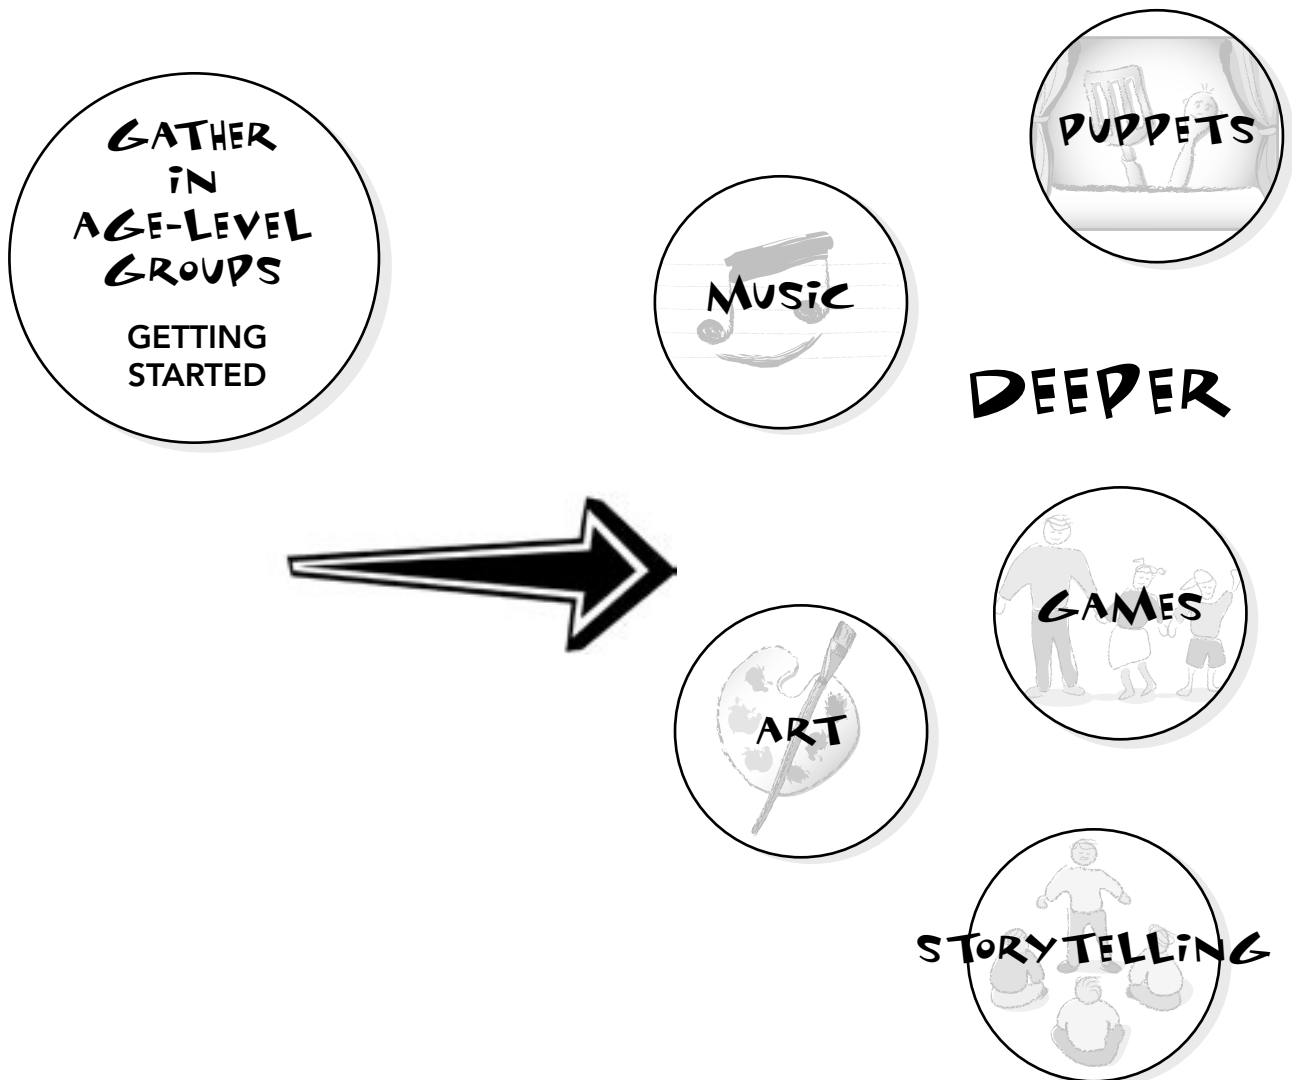 GATHER
iN
AGE-LEVEL
GROUPS
GETTING
STARTED
PUPPETS
MUSiC
DEEPER
GAMES
ART
STORYTELLiNG